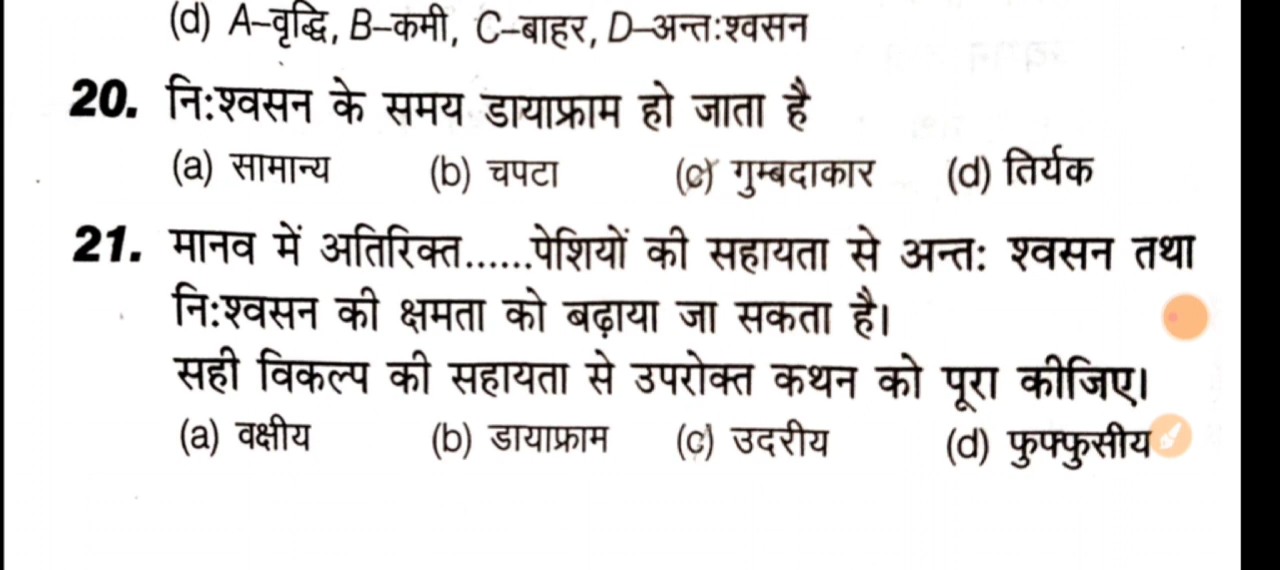 (d) A–वृद्धि, B–कमी, C–बाहर, D–अन्तःश्वसन
20. निःश्वसन के समय डायाफ्राम हो जाता है
(a) सामान्य (b) चपटा (c) गुम्बदाकार (d) तिर्यक
21. मानव में अतिरिक्त......पेशियों की सहायता से अन्तः श्वसन तथा
निःश्वसन की क्षमता को बढ़ाया जा सकता है।
सही विकल्प की सहायता से उपरोक्त कथन को पूरा कीजिए।
(a) वक्षीय (b) डायाफ्राम (c) उदरीय (d) फुफ्फुसीय